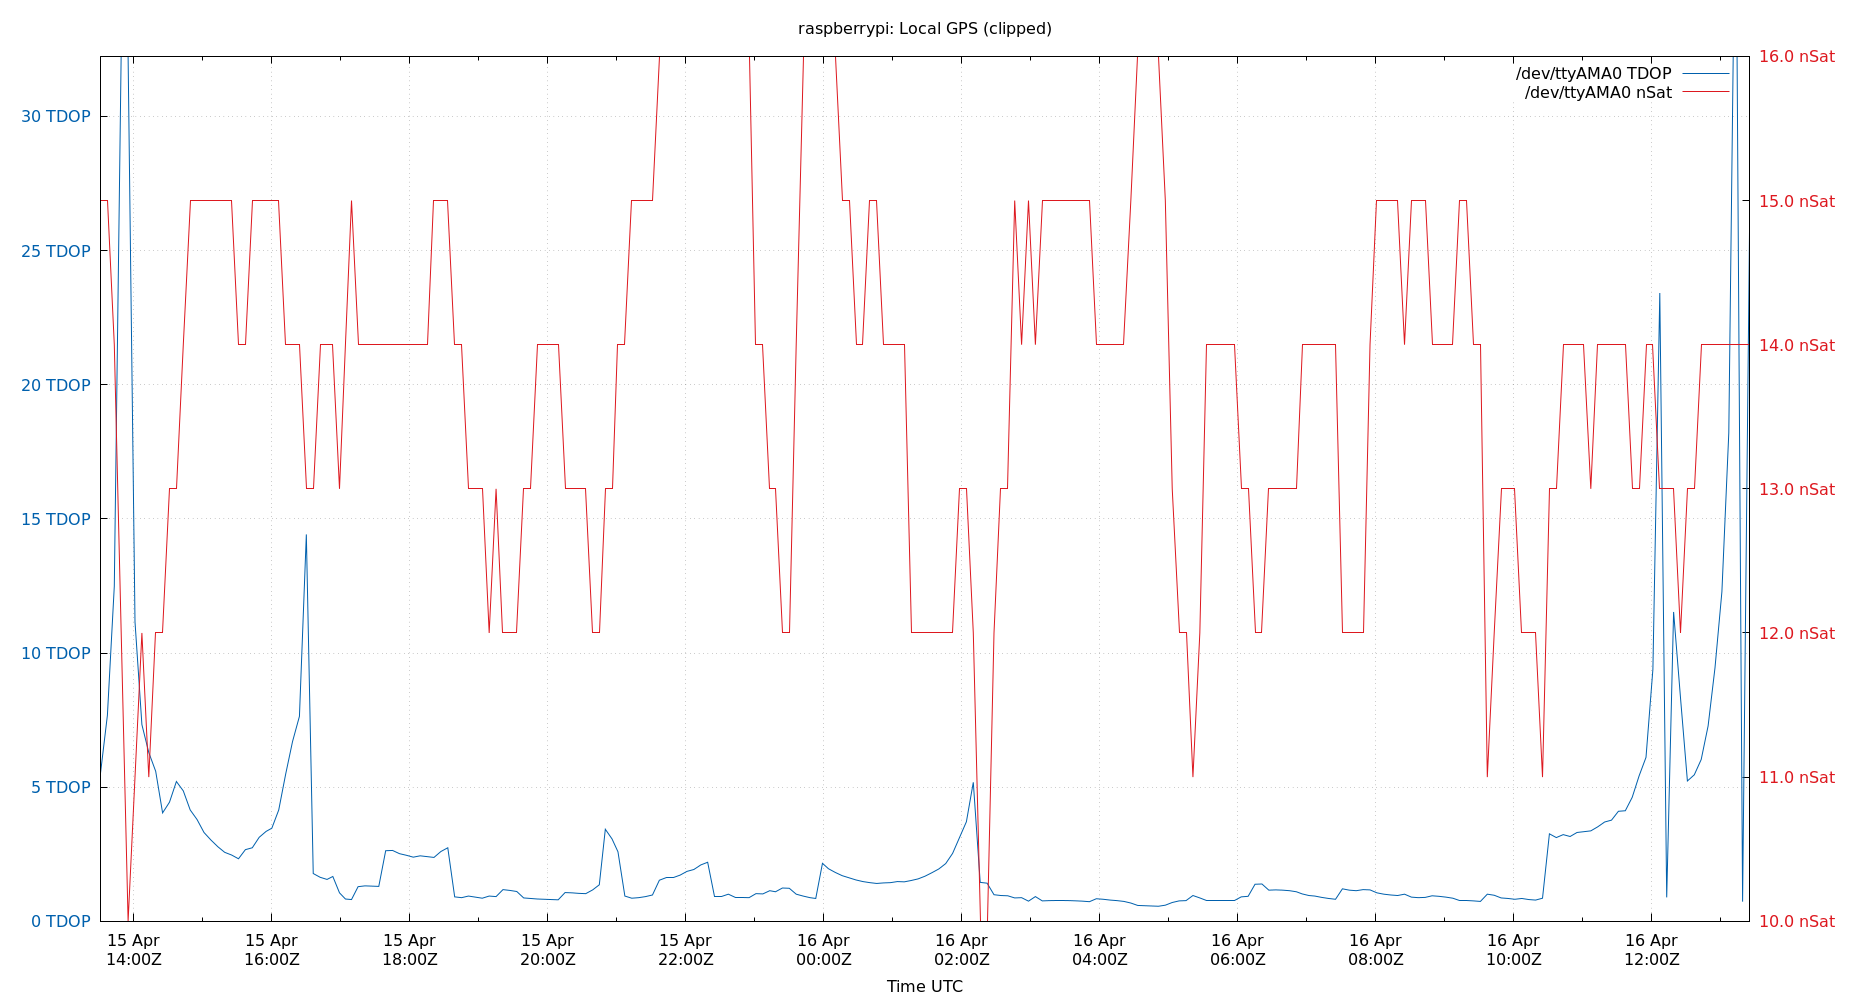 raspberrypi: Local GPS (clipped)
/dev/ttyAMA0 TDOP
/dev/ttyAMA0 nSat
30 TDOP
25 TDOP
20 TDOP
15 TDOP
10 TDOP
5 TDOP
0 TDOP
16.0 nSat
15.0 nSat
14.0 nSat
13.0 nSat
12.0 nSat
11.0 nSat
10.0 nSat
15 Apr
14:00Z
15 Apr
16:00Z
15 Apr
18:00Z
15 Apr
20:00Z
15 Apr
22:00Z
16 Apr
00:00Z
16 Apr
02:00Z
16 Apr
04:00Z
16 Apr
06:00Z
16 Apr
08:00Z
16 Apr
10:00Z
16 Apr
12:00Z
Time UTC